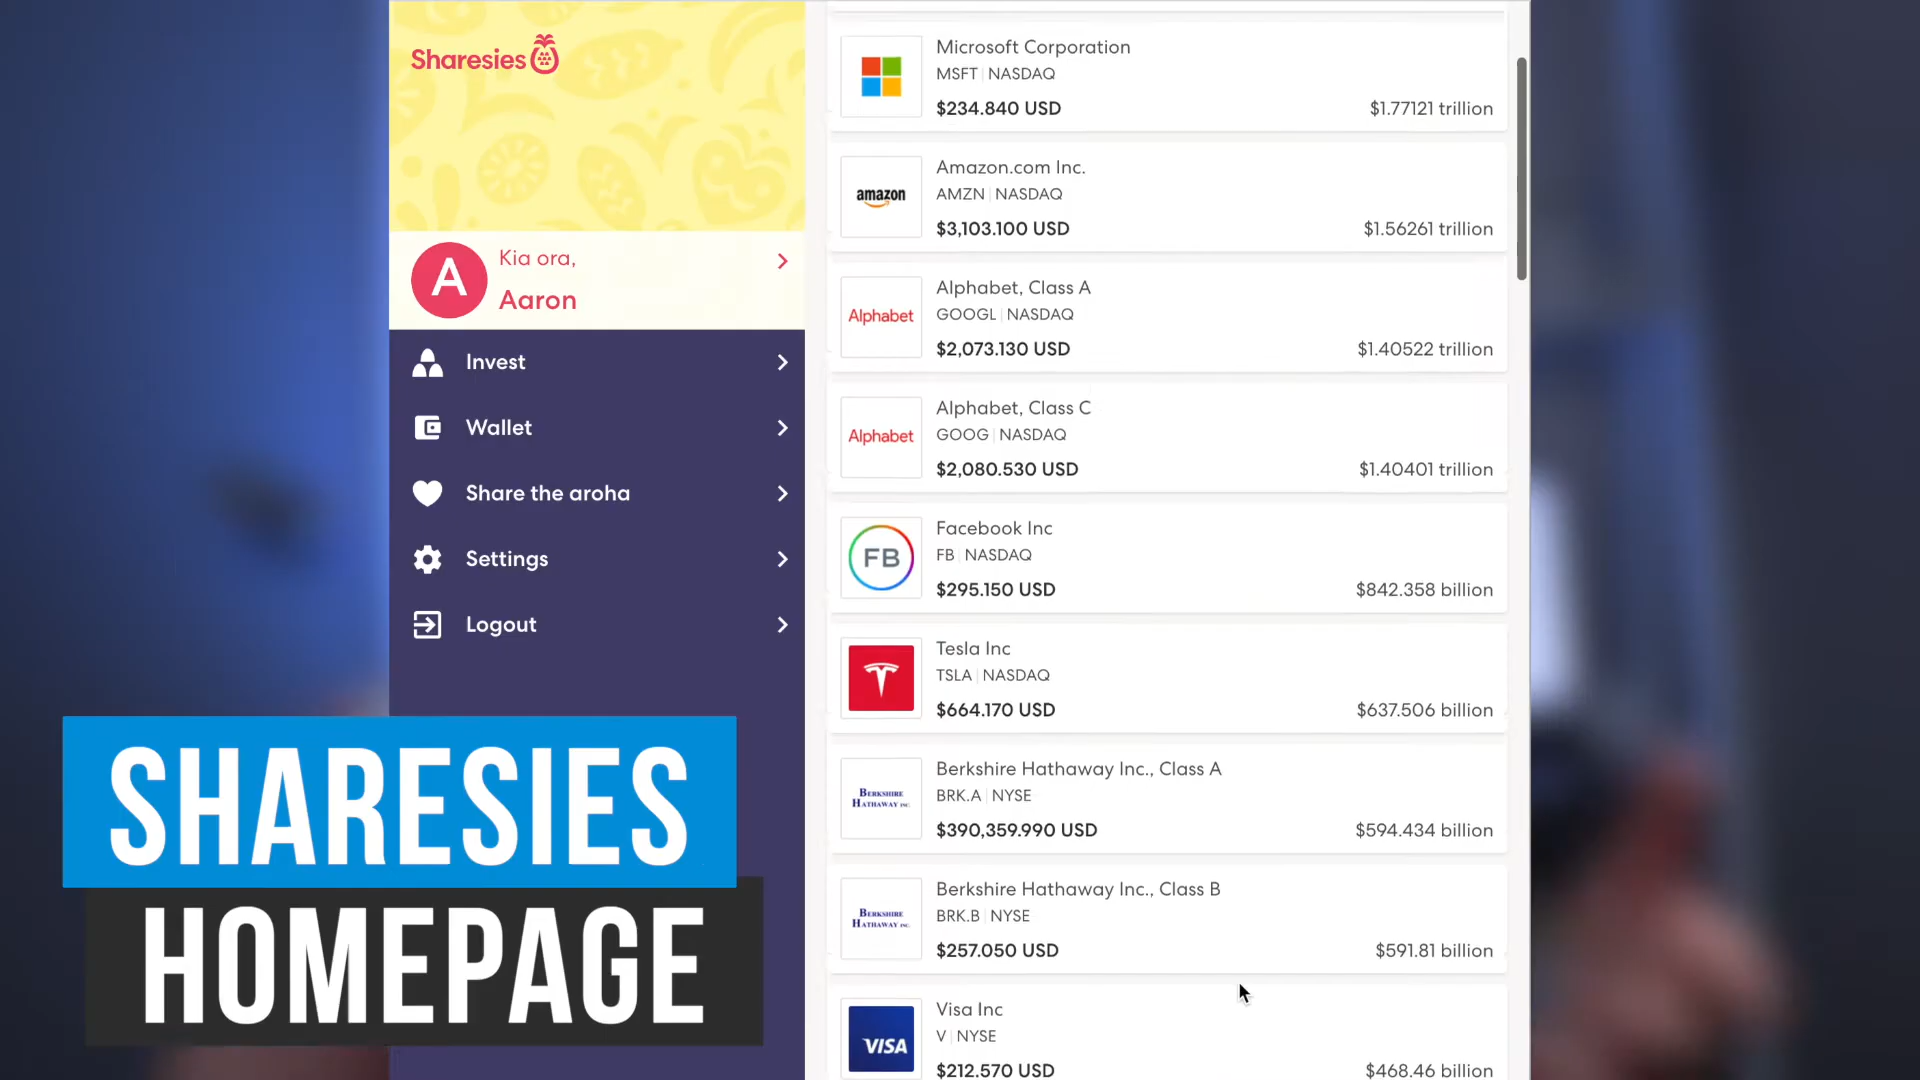 Sharesies
Kia ora,
Aaron
Invest
Wallet
Share the aroha
Settings
Logout
SHARESIES
HOMEPAGE
Microsoft Corporation
MSFT | NASDAQ
$234.840 USD
$1.77121 trillion
amazon
Amazon.com Inc.
AMZN | NASDAQ
$3,103.100 USD
$1.56261 trillion
Alphabet
Alphabet, Class A
GOOGL | NASDAQ
$2,073.130 USD
$1.40522 trillion
Alphabet
Alphabet, Class C
GOOG | NASDAQ
$2,080.530 USD
$1.40401 trillion
FB
Facebook Inc
FB | NASDAQ
$295.150 USD
$842.358 billion
Tesla Inc
TSLA | NASDAQ
$664.170 USD
$637.506 billion
BERKSHIRE
HATHAWAY INC.
Berkshire Hathaway Inc., Class A
BRK.A | NYSE
$390,359.990 USD
$594.434 billion
BERKSHIRE
HATHAWAY INC.
Berkshire Hathaway Inc., Class B
BRK.B | NYSE
$257.050 USD
$591.81 billion
VISA
Visa Inc
V | NYSE
$212.570 USD
$468.46 billion
A